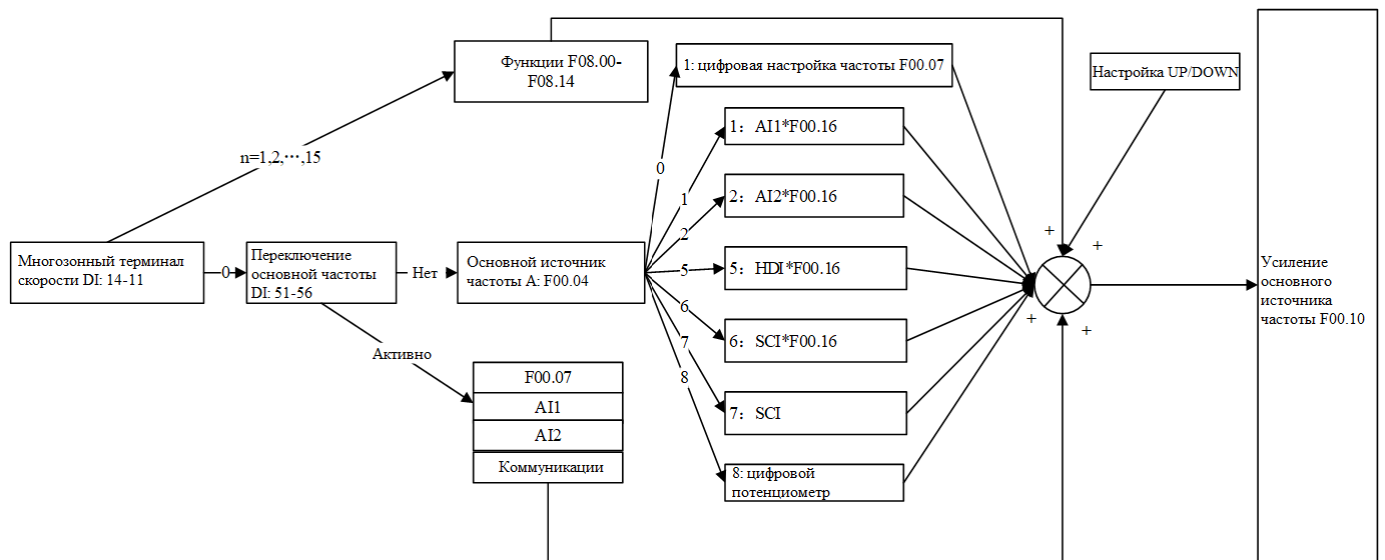 Функции F08.00-
F08.14
1: цифровая настройка частоты F00.07
Настройка UP/DOWN
n=1,2,⋯,15
0
1
2
5
6
7
8
1: AI1*F00.16
2: AI2*F00.16
5: HDI*F00.16
6: SCI*F00.16
7: SCI
8: цифровой
потенциометр
Многозонный терминал
скорости DI: 14-11
0
Переключение
основной частоты
DI: 51-56
Нет
Основной источник
частоты A: F00.04
Активно
F00.07
AI1
AI2
Коммуникации
+
+
+
+
Усиление
основного
источника
частоты F00.10